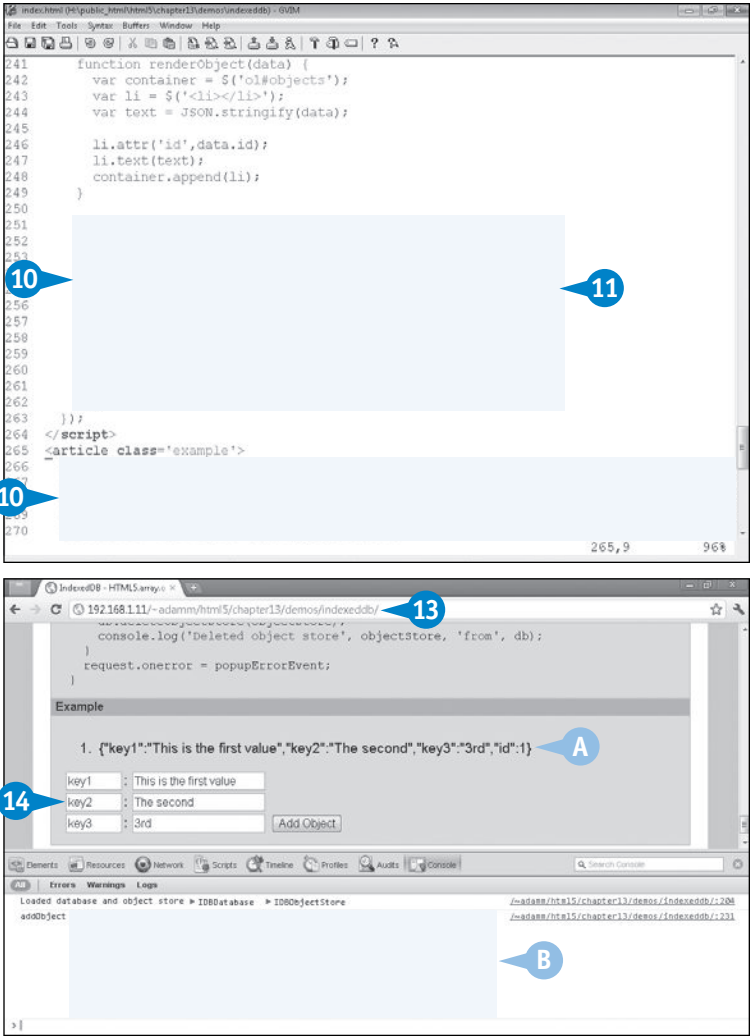 index.html (H:\public_html\html5\chapter13\demos\indexeddb) - GVIM
File Edit Tools Syntax Buffers Window Help
241 function renderObject(data) {
242 var container = $('ol#objects');
243 var li = $('<li></li>');
244 var text = JSON.stringify(data);
245
246 li.attr('id',data.id);
247 li.text(text);
248 container.append(li);
249 }
250
251
252
253
10
11
256
257
258
259
260
261
262
263 });
264 </script>
265 <article class='example'>
266
10
269
270
265,9 96%
IndexedDB - HTML5.array.c
192.168.1.11/~adamm/html5/chapter13/demos/indexeddb/
13
db.deleteObjectStore(objectStore);
console.log('Deleted object store', objectStore, 'from', db);
}
request.onerror = popupErrorEvent;
}
Example
1. {"key1":"This is the first value","key2":"The second","key3":"3rd","id":1}
A
key1 : This is the first value
14
key2 : The second
key3 : 3rd Add Object
Elements Resources Network Scripts Timeline Profiles Audits Console Search Console
All Errors Warnings Logs
Loaded database and object store ▶ IDBDatabase ▶ IDBObjectStore /~adamm/html5/chapter13/demos/indexeddb/:204
addObject /~adamm/html5/chapter13/demos/indexeddb/:231
B
>